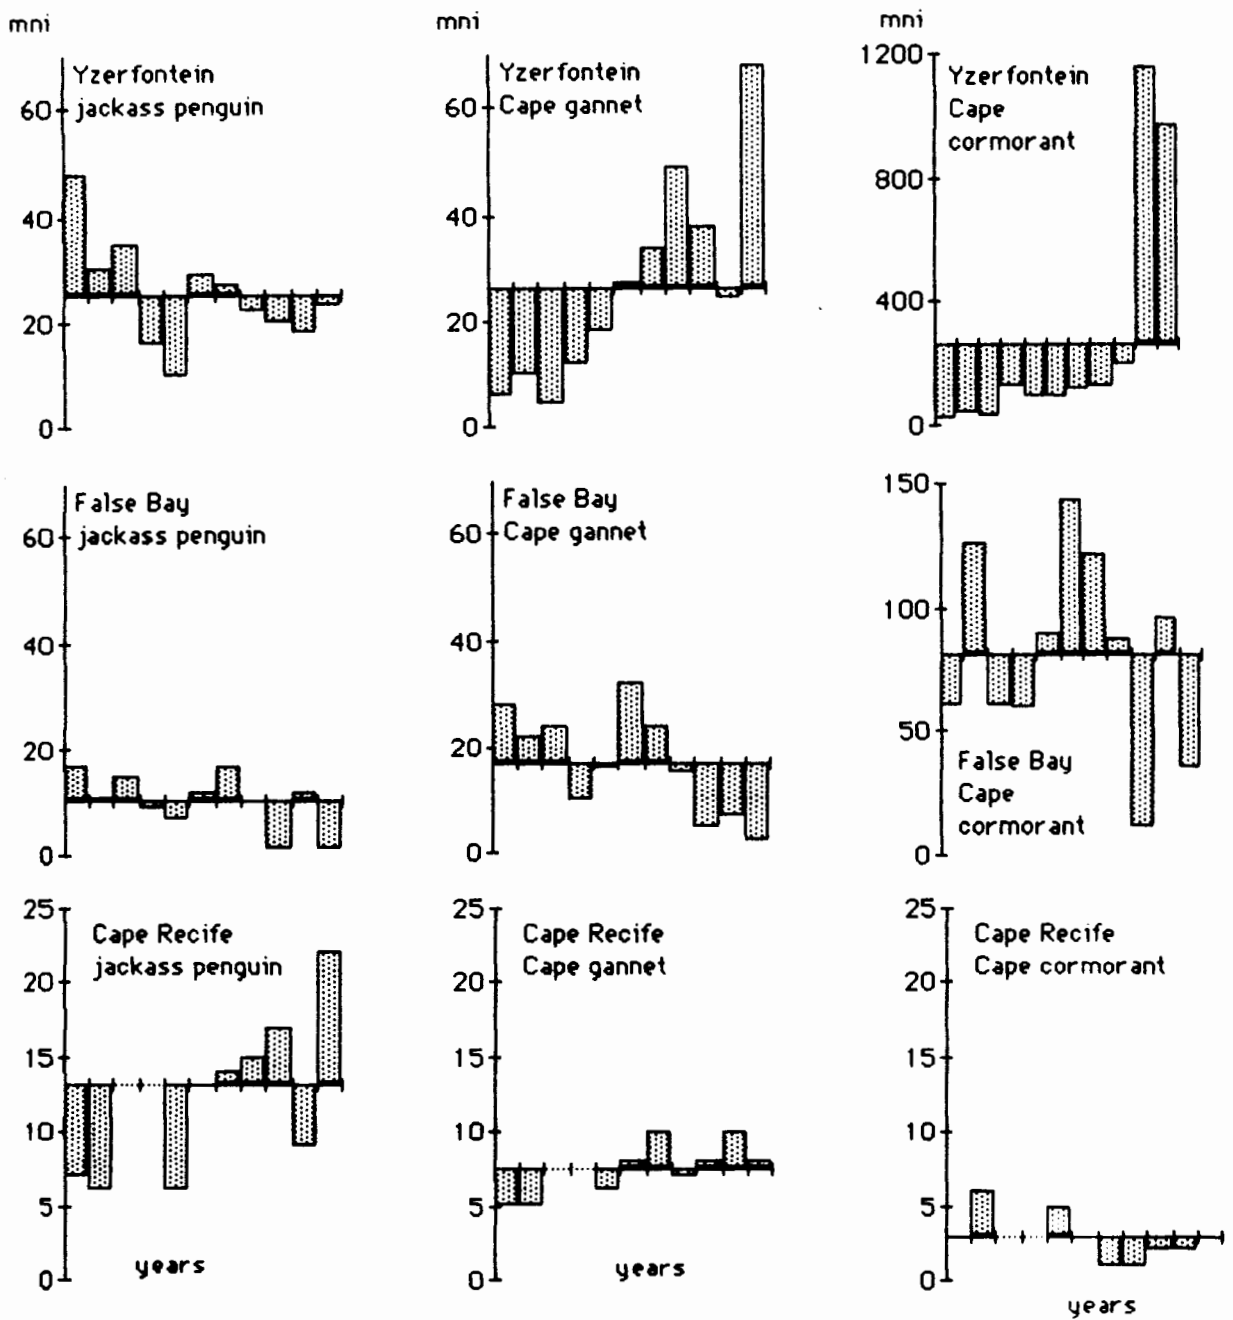 mni
Yzerfontein
jackass penguin
60
40
20
0
mni
Yzerfontein
Cape gannet
60
40
20
0
mni
1200
Yzerfontein
Cape
cormorant
800
400
0
False Bay
jackass penguin
60
40
20
0
False Bay
Cape gannet
60
40
20
0
150
100
50
False Bay
Cape
cormorant
0
25
Cape Recife
jackass penguin
20
15
10
5
years
0
25
Cape Recife
Cape gannet
20
15
10
5
years
0
25
Cape Recife
Cape cormorant
20
15
10
5
0
years